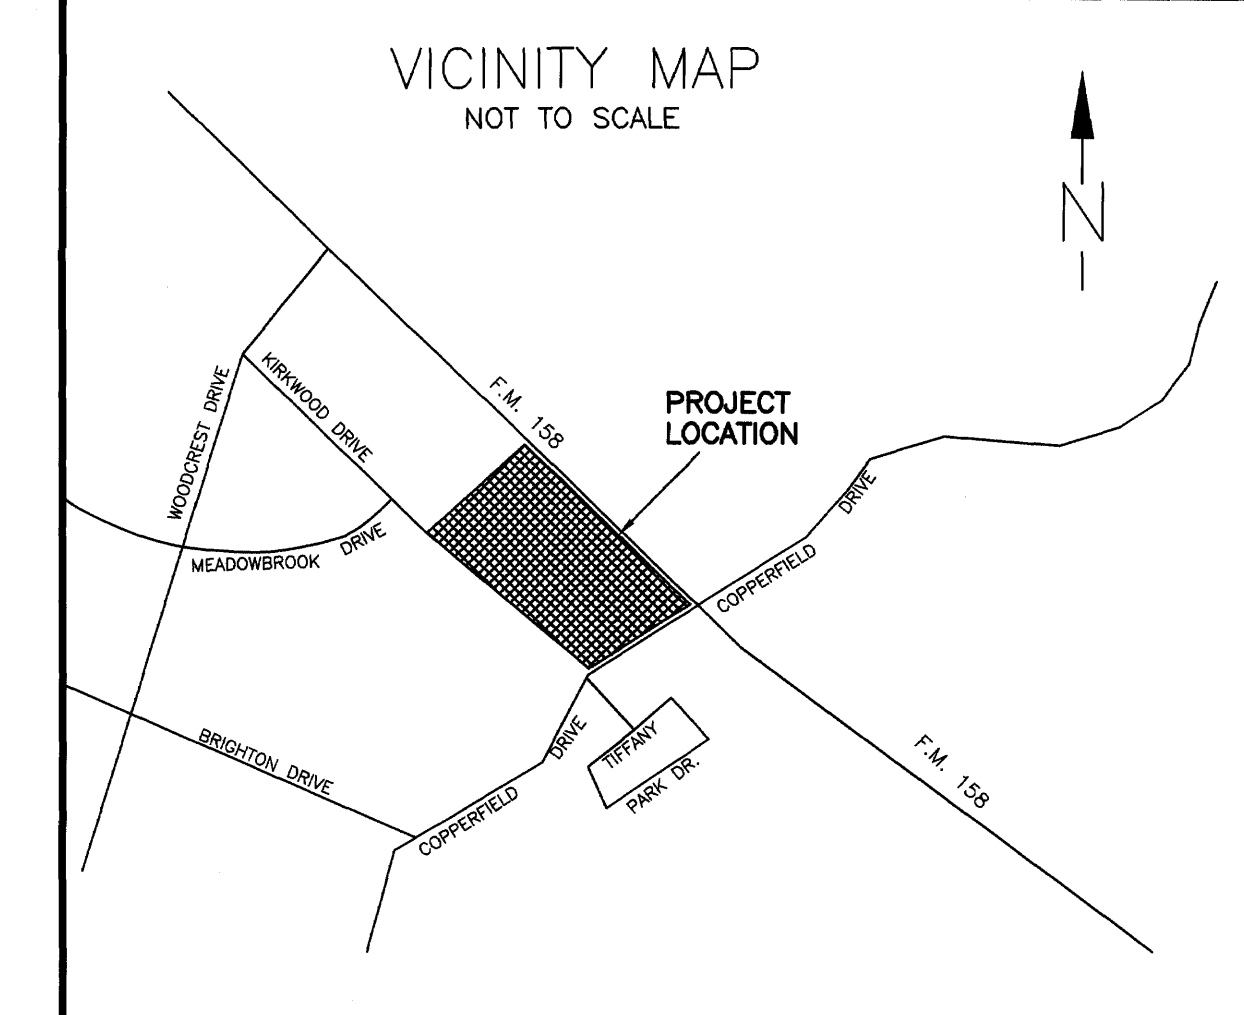 VICINITY MAP
NOT TO SCALE
N
F.M. 158
PROJECT
LOCATION
KIRKWOOD DRIVE
WOODCREST DRIVE
MEADOWBROOK DRIVE
DRIVE
COPPERFIELD
BRIGHTON DRIVE
DRIVE
COPPERFIELD
TIFFANY
PARK DR.
F.M. 158